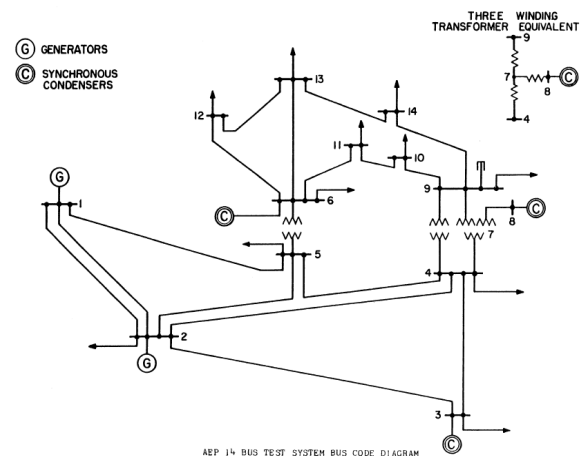 THREE WINDING
TRANSFORMER EQUIVALENT
9
7
C
8
4
G GENERATORS
C SYNCHRONOUS
CONDENSERS
13
14
12
11
10
G
1
C
6
9
8
C
7
5
4
2
G
3
C
AEP 14 BUS TEST SYSTEM BUS CODE DIAGRAM